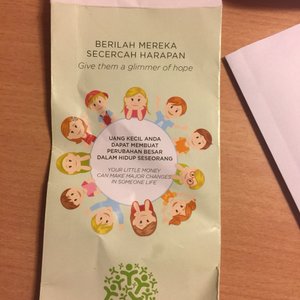 BERILAH MEREKA
SECERCAH HARAPAN
Give them a glimmer of hope
UANG KECIL ANDA
DAPAT MEMBUAT
PERUBAHAN BESAR
DALAM HIDUP SESEORANG
YOUR LITTLE MONEY
CAN MAKE MAJOR CHANGES
IN SOMEONE LIFE